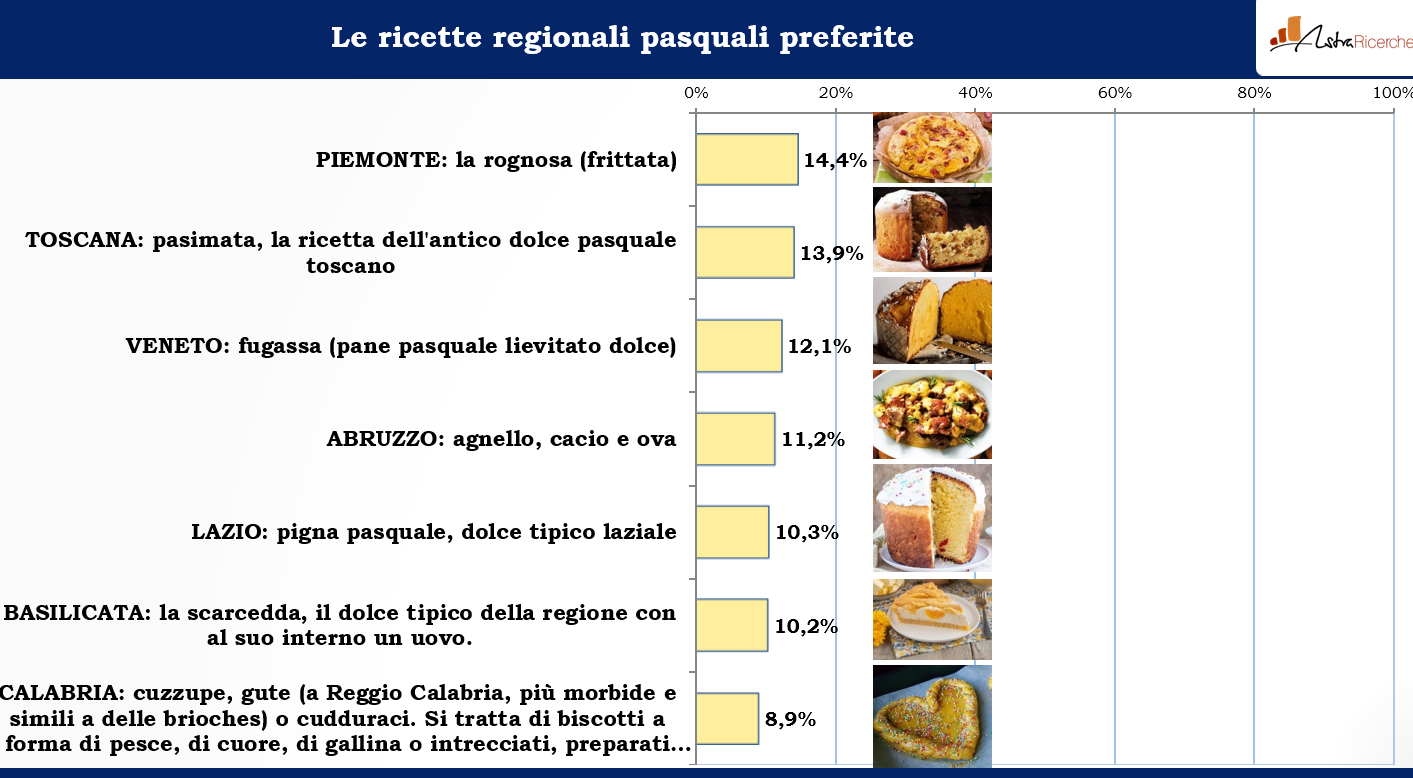 Le ricette regionali pasquali preferite
AstraRicerche
0% 20% 40% 60% 80% 100%
PIEMONTE: la rognosa (frittata)
14,4%
TOSCANA: pasimata, la ricetta dell'antico dolce pasquale
toscano
13,9%
VENETO: fugassa (pane pasquale lievitato dolce)
12,1%
ABRUZZO: agnello, cacio e ova
11,2%
LAZIO: pigna pasquale, dolce tipico laziale
10,3%
BASILICATA: la scarcedda, il dolce tipico della regione con
al suo interno un uovo.
10,2%
CALABRIA: cuzzupe, gute (a Reggio Calabria, più morbide e
simili a delle brioches) o cudduraci. Si tratta di biscotti a
forma di pesce, di cuore, di gallina o intrecciati, preparati...
8,9%